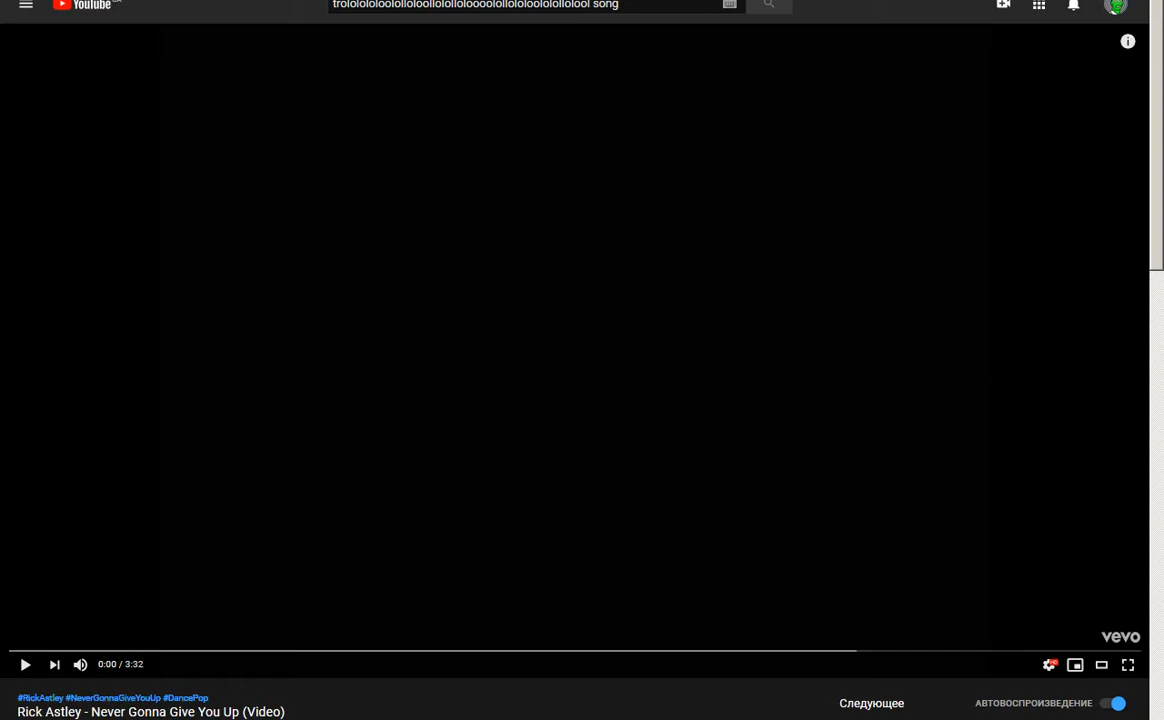 YouTube
trololololoolollololoollolollololoooolollololoololollolool song
vevo
0:00 / 3:32
#RickAstley #NeverGonnaGiveYouUp #DancePop
Rick Astley - Never Gonna Give You Up (Video)
Следующее
АВТОВОСПРОИЗВЕДЕНИЕ